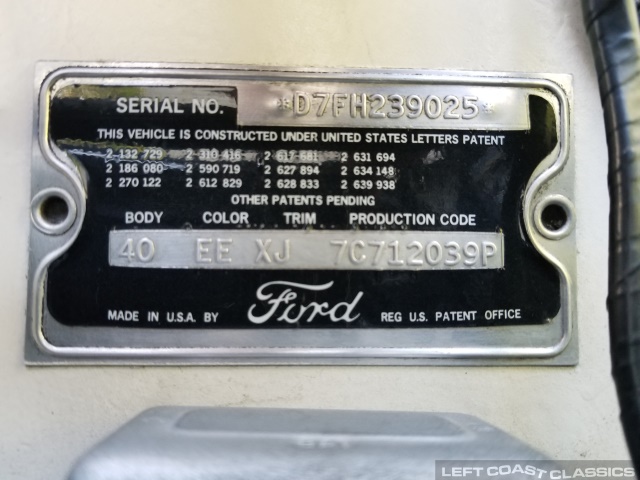 SERIAL NO. *D7FH239025*
THIS VEHICLE IS CONSTRUCTED UNDER UNITED STATES LETTERS PATENT
2 132 729 2 310 416 2 617 681 2 631 694
2 186 080 2 590 719 2 627 894 2 634 148
2 270 122 2 612 829 2 628 833 2 639 938
OTHER PATENTS PENDING
BODY COLOR TRIM PRODUCTION CODE
40 EE XJ 7C712039P
MADE IN U.S.A. BY Ford REG U.S. PATENT OFFICE
LEFT COAST CLASSICS